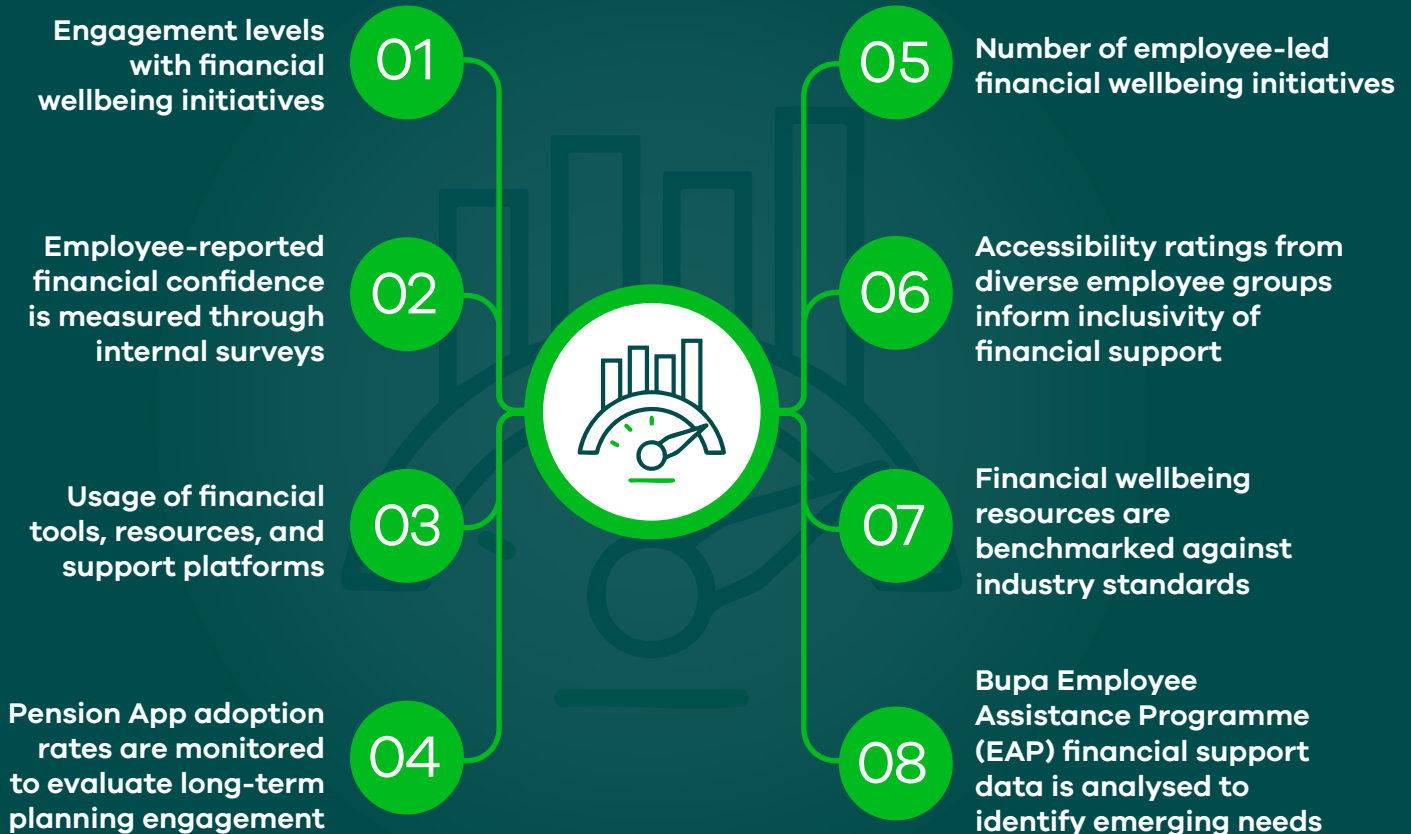 01
Engagement levels
with financial
wellbeing initiatives
02
Employee-reported
financial confidence
is measured through
internal surveys
03
Usage of financial
tools, resources, and
support platforms
04
Pension App adoption
rates are monitored
to evaluate long-term
planning engagement
05
Number of employee-led
financial wellbeing initiatives
06
Accessibility ratings from
diverse employee groups
inform inclusivity of
financial support
07
Financial wellbeing
resources are
benchmarked against
industry standards
08
Bupa Employee
Assistance Programme
(EAP) financial support
data is analysed to
identify emerging needs